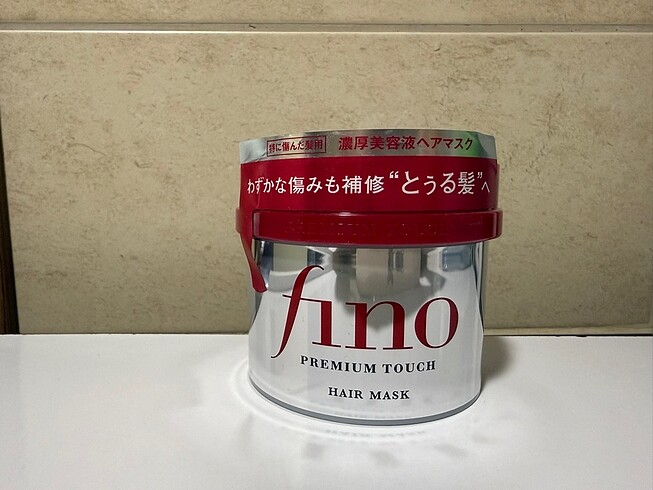 特に傷んだ髪用 濃厚美容液ヘアマスク
わずかな傷みも補修“とぅる髪”へ
fino
PREMIUM TOUCH
HAIR MASK